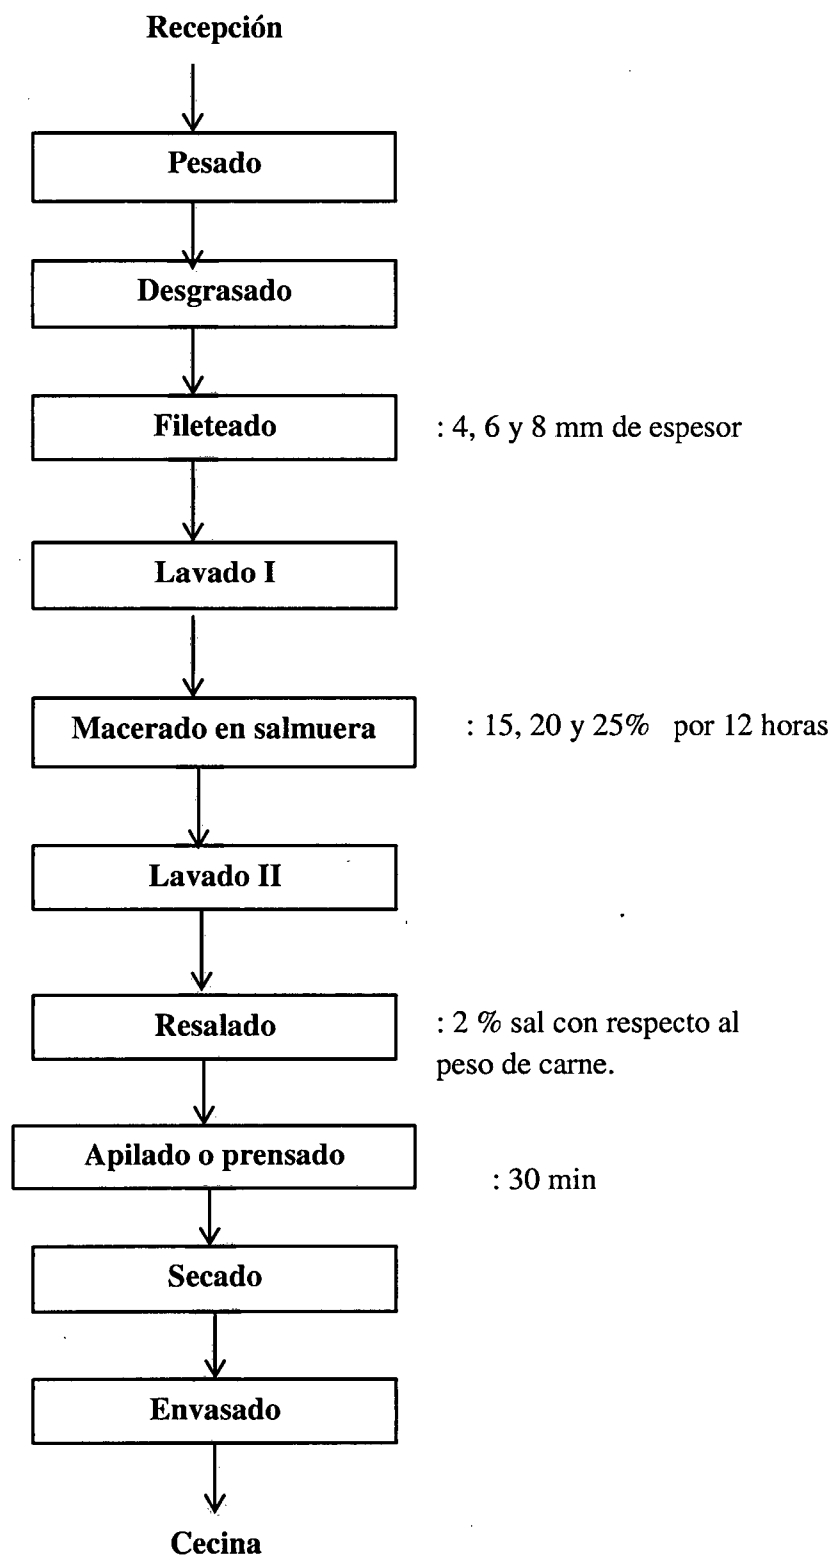 Recepción
Pesado
Desgrasado
Fileteado : 4, 6 y 8 mm de espesor
Lavado I
Macerado en salmuera : 15, 20 y 25% por 12 horas
Lavado II
Resalado : 2 % sal con respecto al
peso de carne.
Apilado o prensado
: 30 min
Secado
Envasado
Cecina